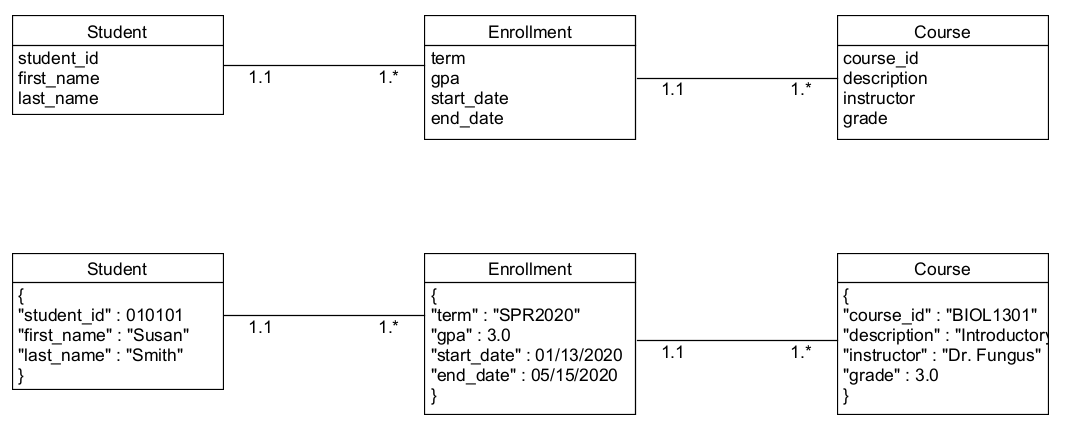 Student
student_id
first_name
last_name
1.1
1.*
Enrollment
term
gpa
start_date
end_date
1.1
1.*
Course
course_id
description
instructor
grade
Student
{
"student_id" : 010101
"first_name" : "Susan"
"last_name" : "Smith"
}
1.1
1.*
Enrollment
{
"term" : "SPR2020"
"gpa" : 3.0
"start_date" : 01/13/2020
"end_date" : 05/15/2020
}
1.1
1.*
Course
{
"course_id" : "BIOL1301"
"description" : "Introductory
"instructor" : "Dr. Fungus"
"grade" : 3.0
}